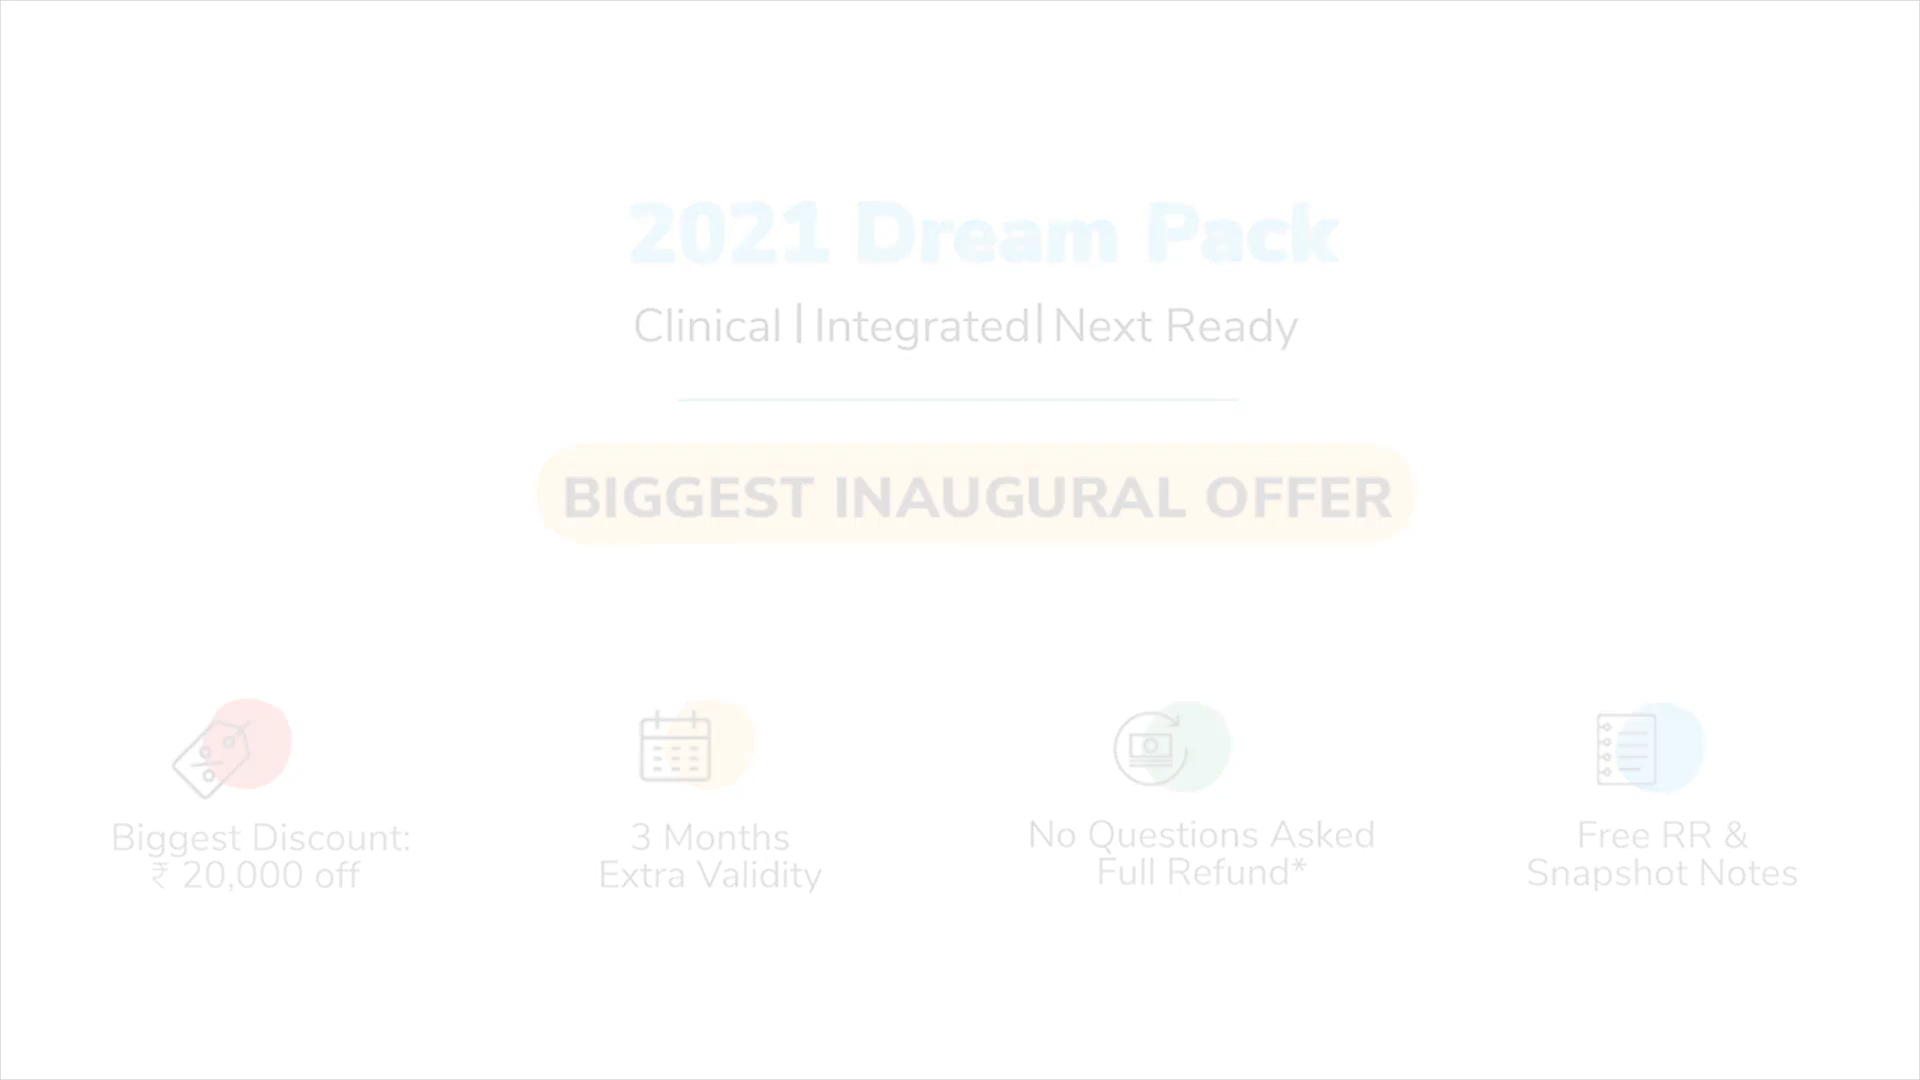 2021 Dream Pack
Clinical | Integrated | Next Ready
BIGGEST INAUGURAL OFFER
Biggest Discount:
₹ 20,000 off
3 Months
Extra Validity
No Questions Asked
Full Refund*
Free RR &
Snapshot Notes